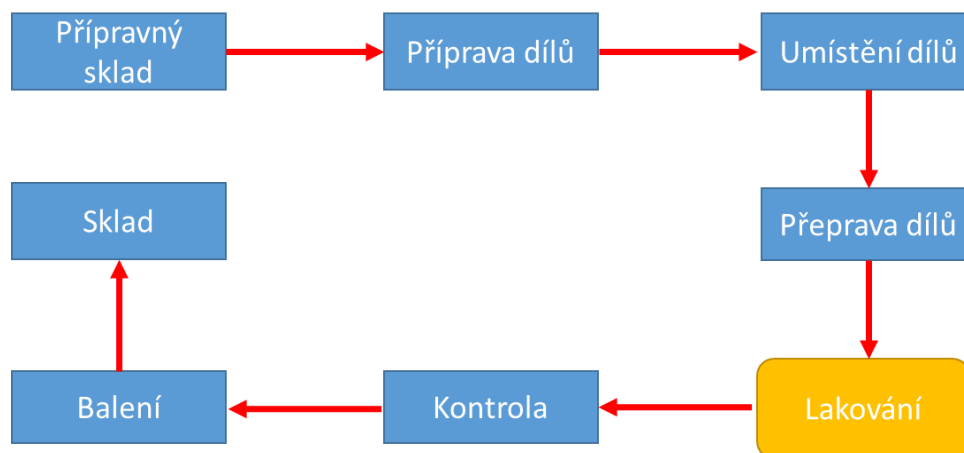 Přípravný
sklad
Příprava dílů
Umístění dílů
Přeprava dílů
Lakování
Kontrola
Balení
Sklad